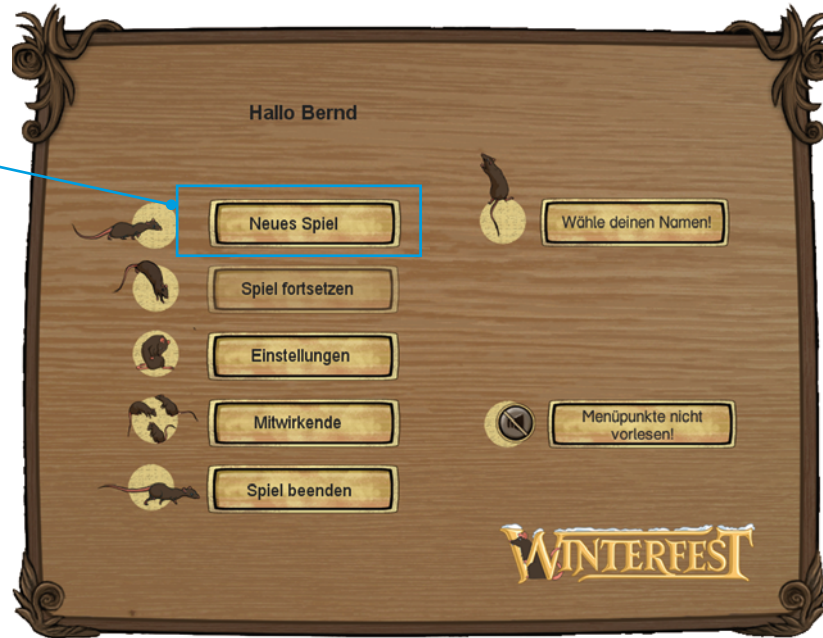 Hallo Bernd
Neues Spiel
Wähle deinen Namen!
Spiel fortsetzen
Einstellungen
Mitwirkende
Menüpunkte nicht
vorlesen!
Spiel beenden
WINTERFEST